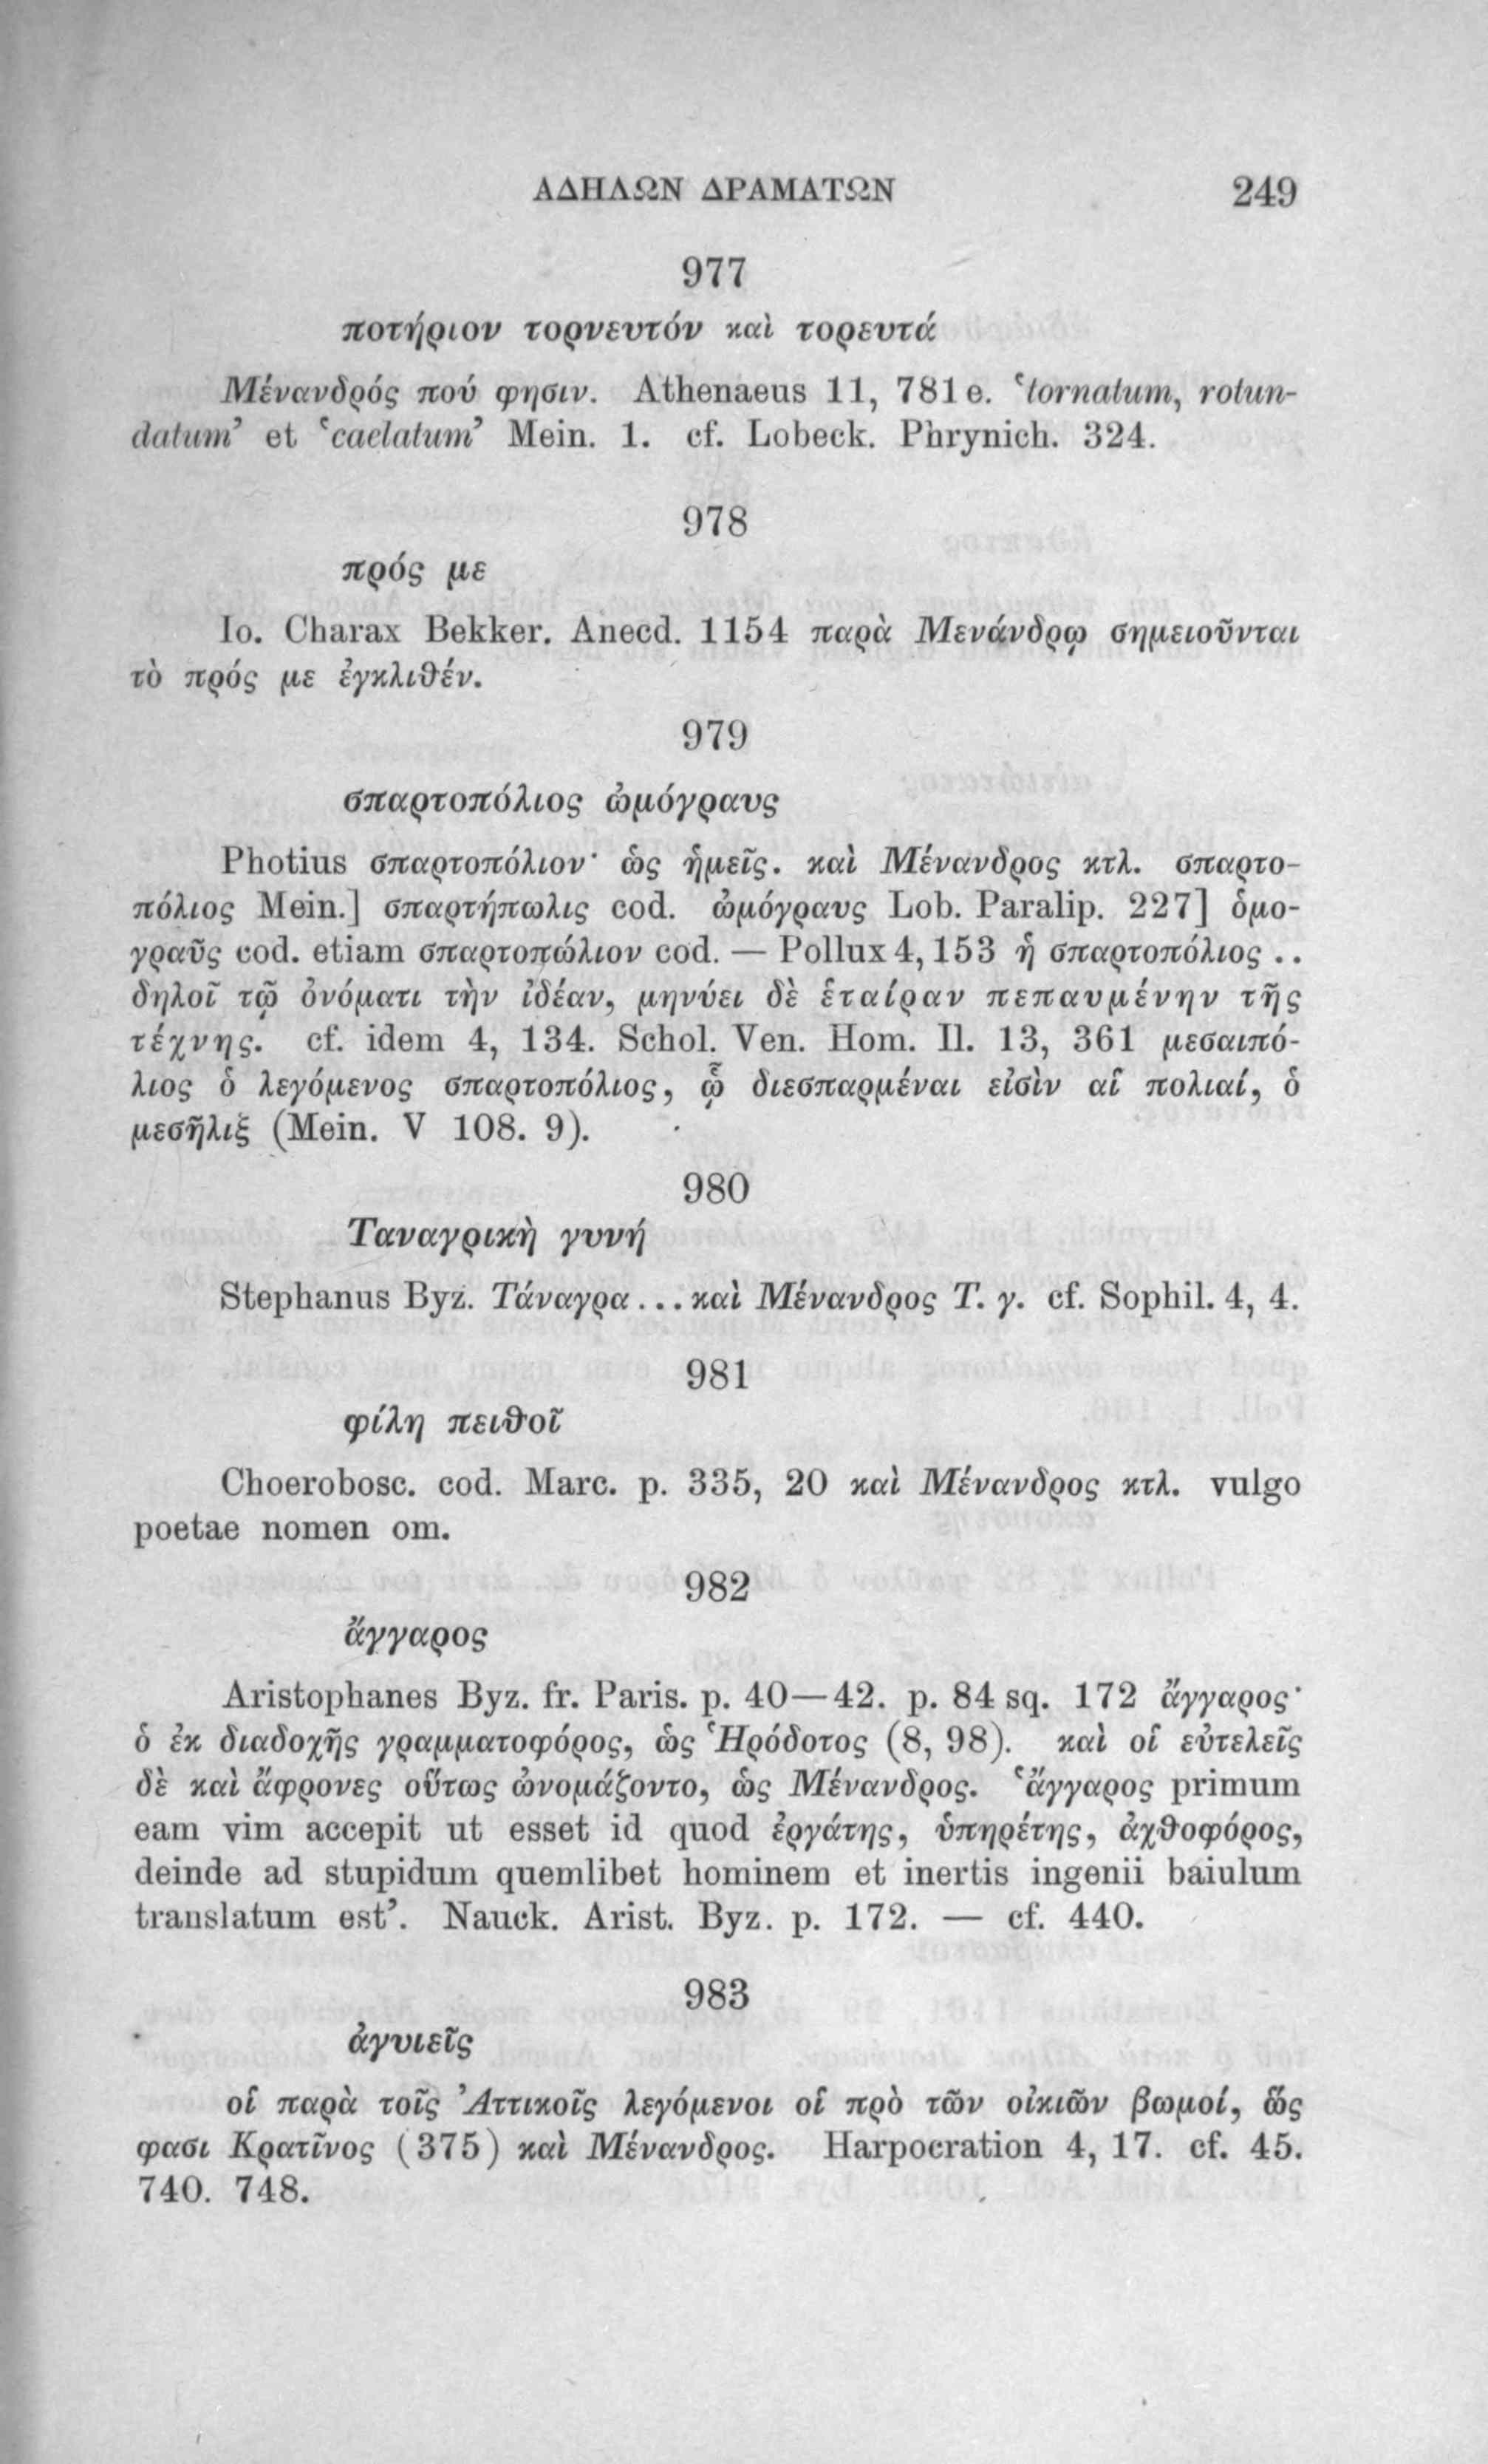 ΑΔΗΛΩΝ ΔΡΑΜΑΤΩΝ 249
977
ποτήριον τορνευτόν καὶ τορευτά
Μένανδρός πού φησιν. Athenaeus 11, 781 e. ‘tornatum, rotun-
datum’ et ‘caelatum’ Mein. 1. cf. Lobeck. Phrynich. 324.
978
πρός με
Io. Charax Bekker. Anecd. 1154 παρὰ Μενάνδρῳ σημειοῦνται
τὸ πρός με ἐγκλιθέν.
979
σπαρτοπόλιος ὠμόγραυς
Photius σπαρτοπόλιον· ὡς ἡμεῖς. καὶ Μένανδρος κτλ. σπαρτο-
πόλιος Mein.] σπαρτήπωλις cod. ὠμόγραυς Lob. Paralip. 227] ὁμο-
γραῦς cod. etiam σπαρτοπώλιον cod. — Pollux 4, 153 ἡ σπαρτοπόλιος ..
δηλοῖ τῷ ὀνόματι τὴν ἰδέαν, μηνύει δὲ ἑταίραν πεπαυμένην τῆς
τέχνης. cf. idem 4, 134. Schol. Ven. Hom. Il. 13, 361 μεσαιπό-
λιος ὁ λεγόμενος σπαρτοπόλιος, ᾧ διεσπαρμέναι εἰσὶν αἱ πολιαί, ὁ
μεσῆλιξ (Mein. V 108. 9).
980
Ταναγρικὴ γυνή
Stephanus Byz. Τάναγρα ... καὶ Μένανδρος Τ. γ. cf. Sophil. 4, 4.
981
φίλη πειθοῖ
Choerobosc. cod. Marc. p. 335, 20 καὶ Μένανδρος κτλ. vulgo
poetae nomen om.
982
ἄγγαρος
Aristophanes Byz. fr. Paris. p. 40—42. p. 84 sq. 172 ἄγγαρος·
ὁ ἐκ διαδοχῆς γραμματοφόρος, ὡς Ἡρόδοτος (8, 98). καὶ οἱ εὐτελεῖς
δὲ καὶ ἄφρονες οὕτως ὠνομάζοντο, ὡς Μένανδρος. ‘ἄγγαρος primum
eam vim accepit ut esset id quod ἐργάτης, ὑπηρέτης, ἀχθοφόρος,
deinde ad stupidum quemlibet hominem et inertis ingenii baiulum
translatum est’. Nauck. Arist. Byz. p. 172. — cf. 440.
983
ἀγυιεῖς
οἱ παρὰ τοῖς Ἀττικοῖς λεγόμενοι οἱ πρὸ τῶν οἰκιῶν βωμοί, ὥς
φασι Κρατῖνος (375) καὶ Μένανδρος. Harpocration 4, 17. cf. 45.
740. 748.